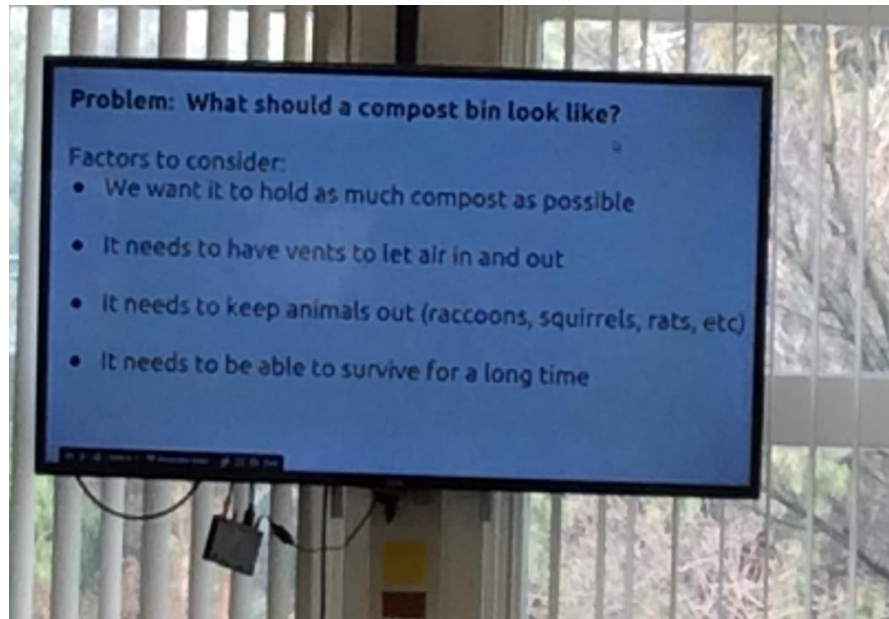 Problem: What should a compost bin look like?
Factors to consider:
• We want it to hold as much compost as possible
• It needs to have vents to let air in and out
• It needs to keep animals out (raccoons, squirrels, rats, etc)
• It needs to be able to survive for a long time